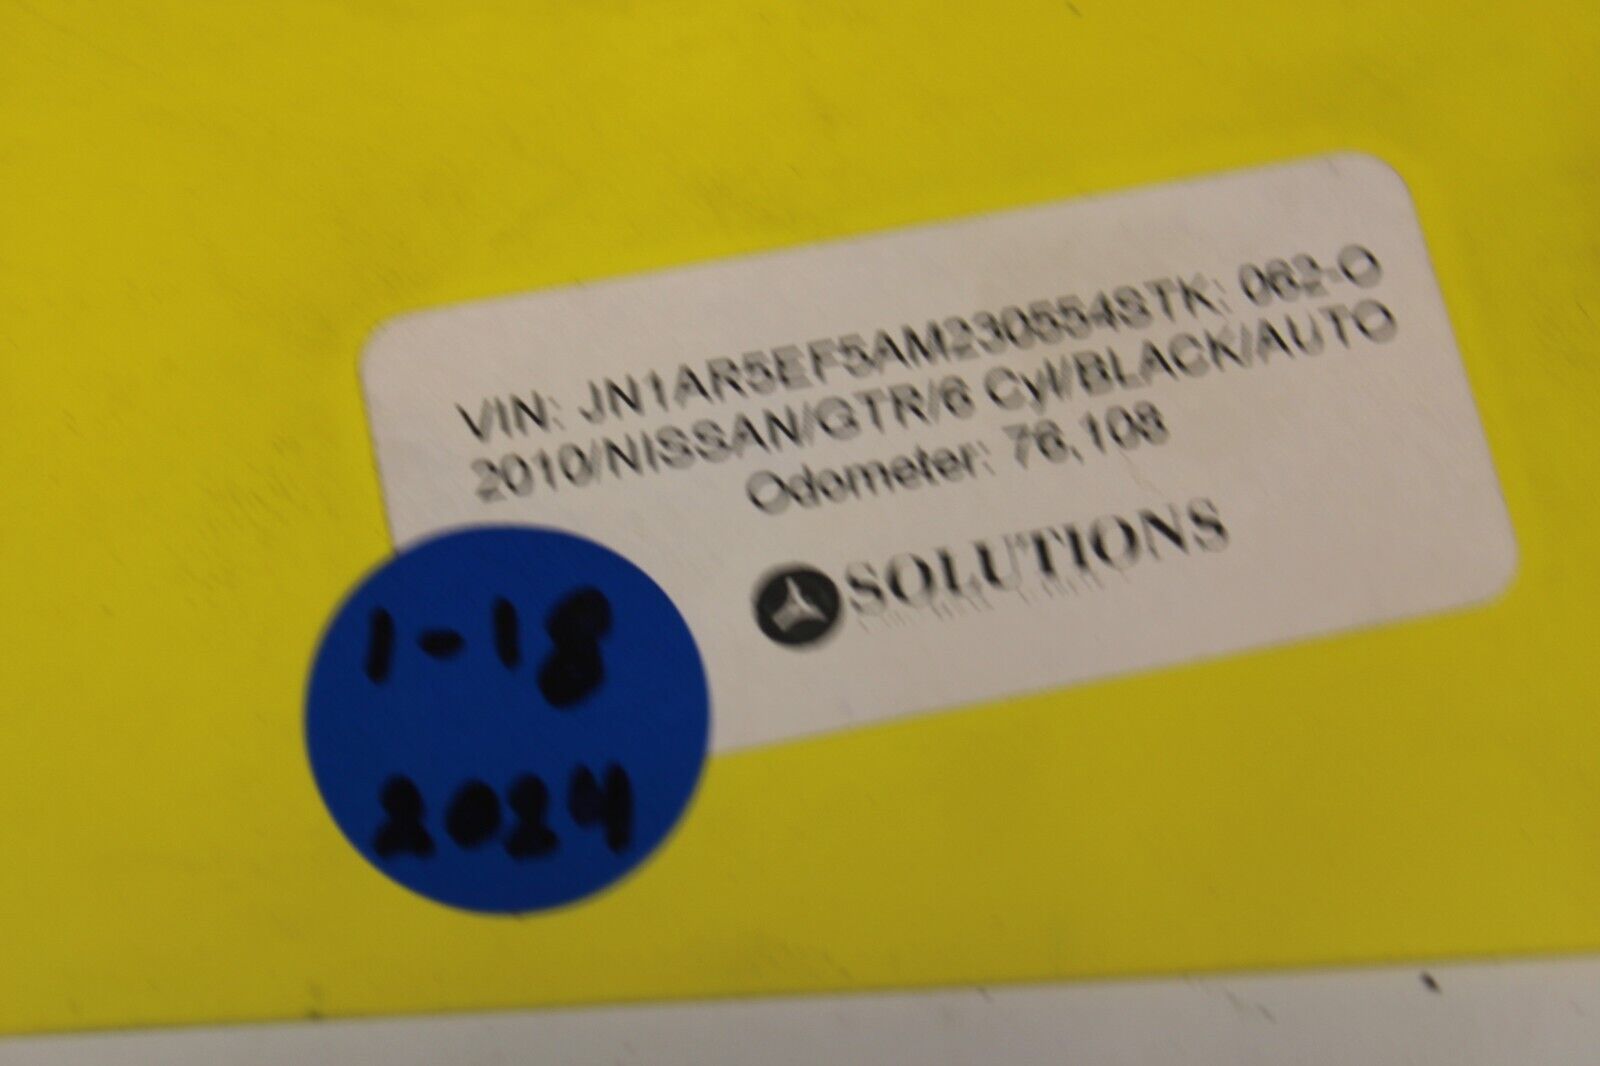 VIN: JN1AR5EF5AM230554STK: 062-O
2010/NISSAN/GTR/6 Cyl/BLACK/AUTO
Odometer: 76,108
SOLUTIONS
1-18
2024